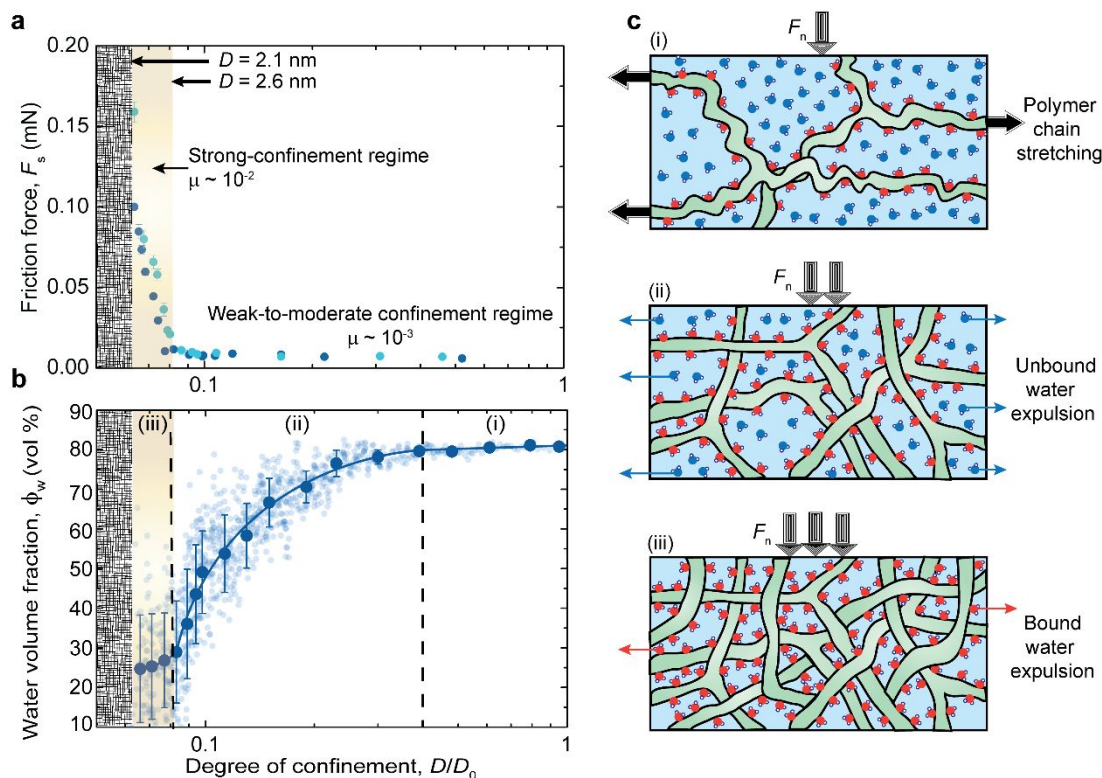 a
0.20
0.15
0.10
0.05
0.00
Friction force, Fs (mN)
D = 2.1 nm
D = 2.6 nm
Strong-confinement regime
μ ~ 10-2
Weak-to-moderate confinement regime
μ ~ 10-3
0.1
1
b
90
80
70
60
50
40
30
20
10
Water volume fraction, ϕw (vol %)
(iii)
(ii)
(i)
0.1
1
Degree of confinement, D/D0
c
(i)
Fn
Polymer
chain
stretching
(ii)
Fn
Unbound
water
expulsion
(iii)
Fn
Bound
water
expulsion